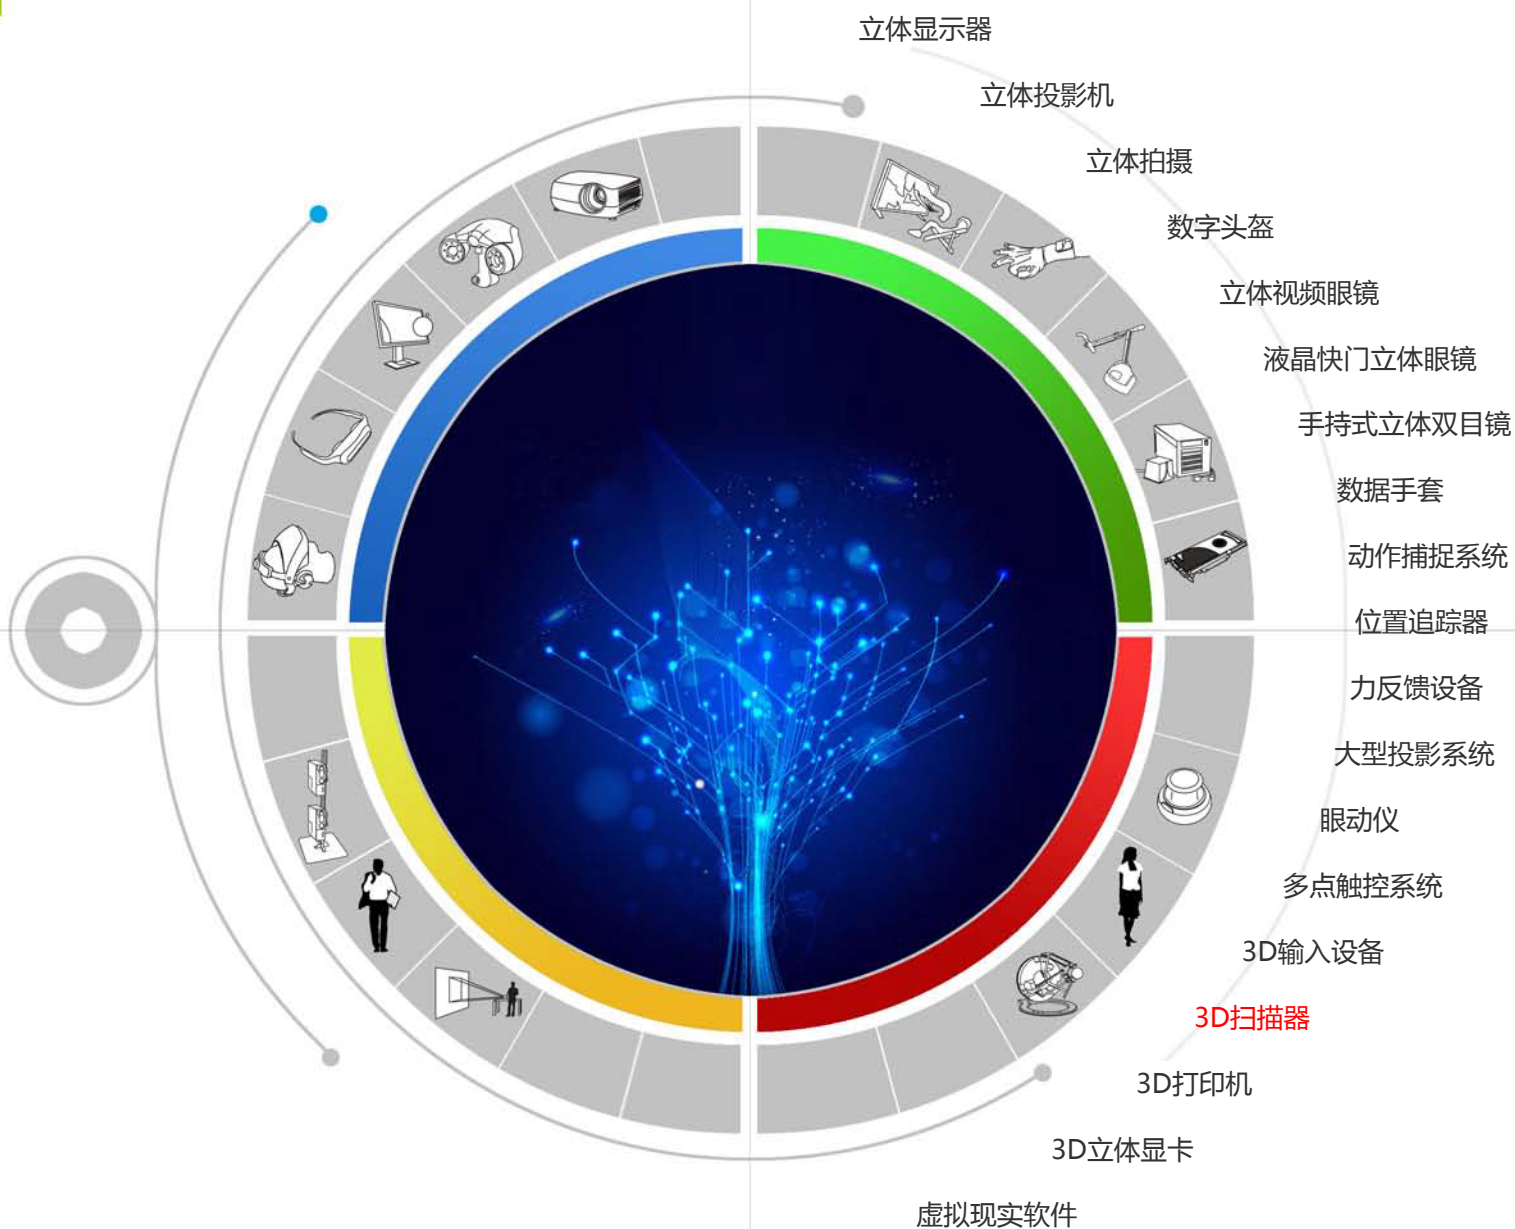 立体显示器
立体投影机
立体拍摄
数字头盔
立体视频眼镜
液晶快门立体眼镜
手持式立体双目镜
数据手套
动作捕捉系统
位置追踪器
力反馈设备
大型投影系统
眼动仪
多点触控系统
3D输入设备
3D扫描器
3D打印机
3D立体显卡
虚拟现实软件